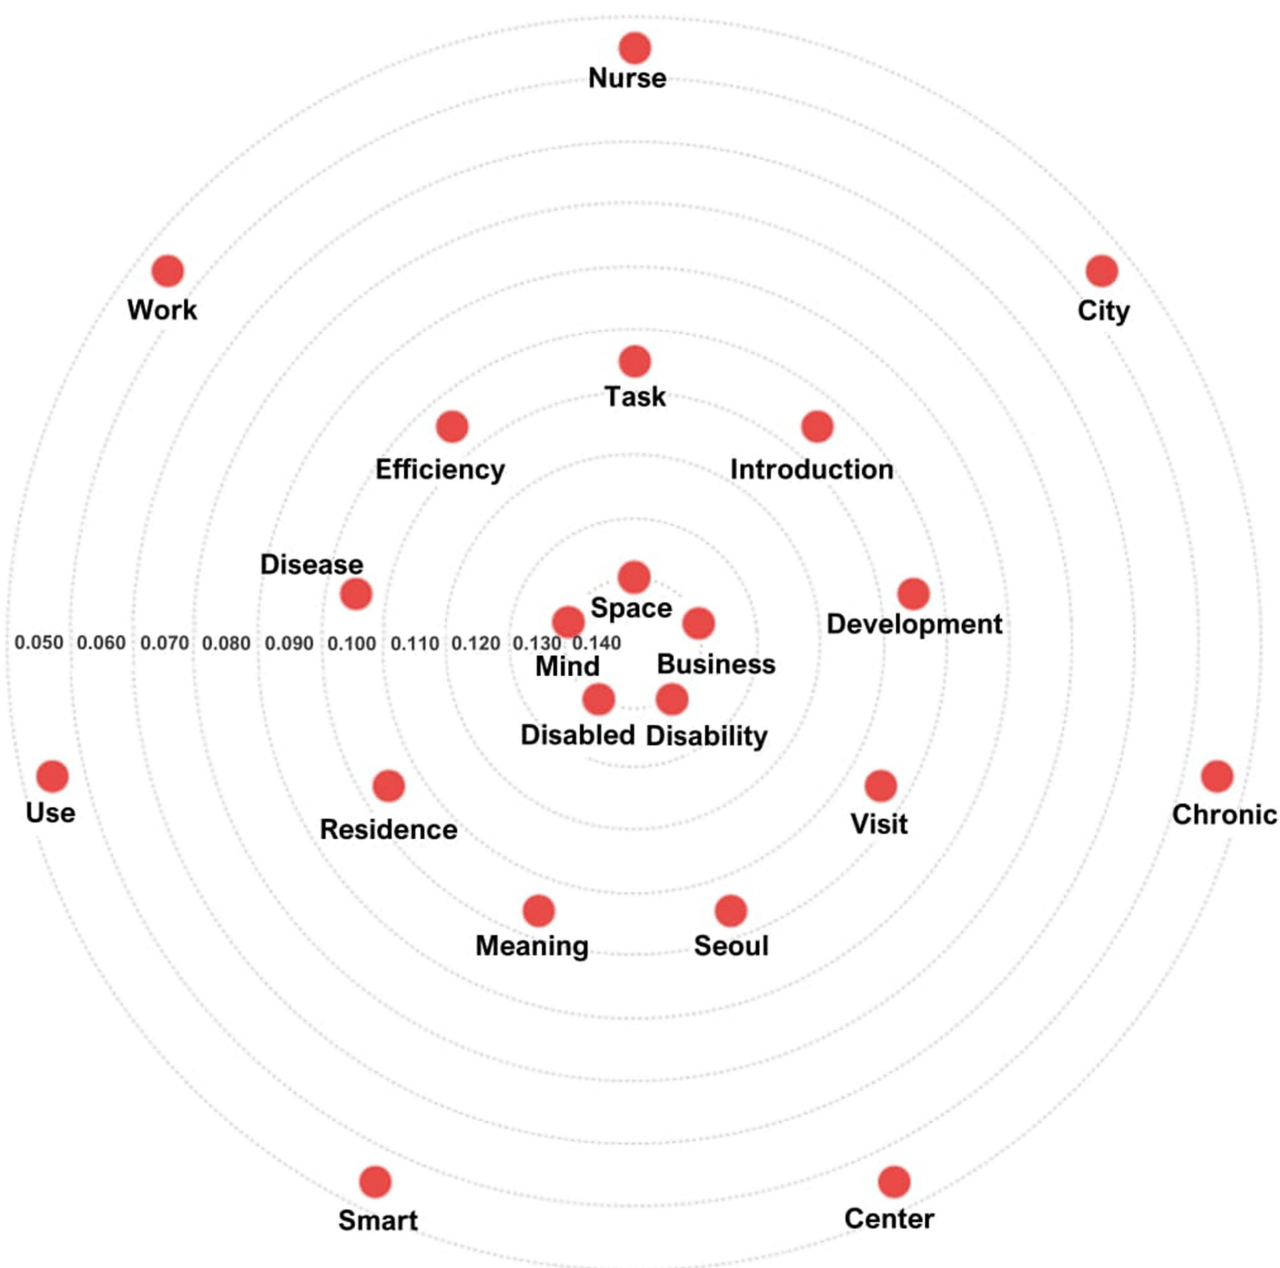 Nurse
Work
City
Task
Efficiency
Introduction
Disease
Space
Development
0.050 0.060 0.070 0.080 0.090 0.100 0.110 0.120 0.130 0.140
Mind
Business
Disabled
Disability
Use
Residence
Visit
Chronic
Meaning
Seoul
Smart
Center